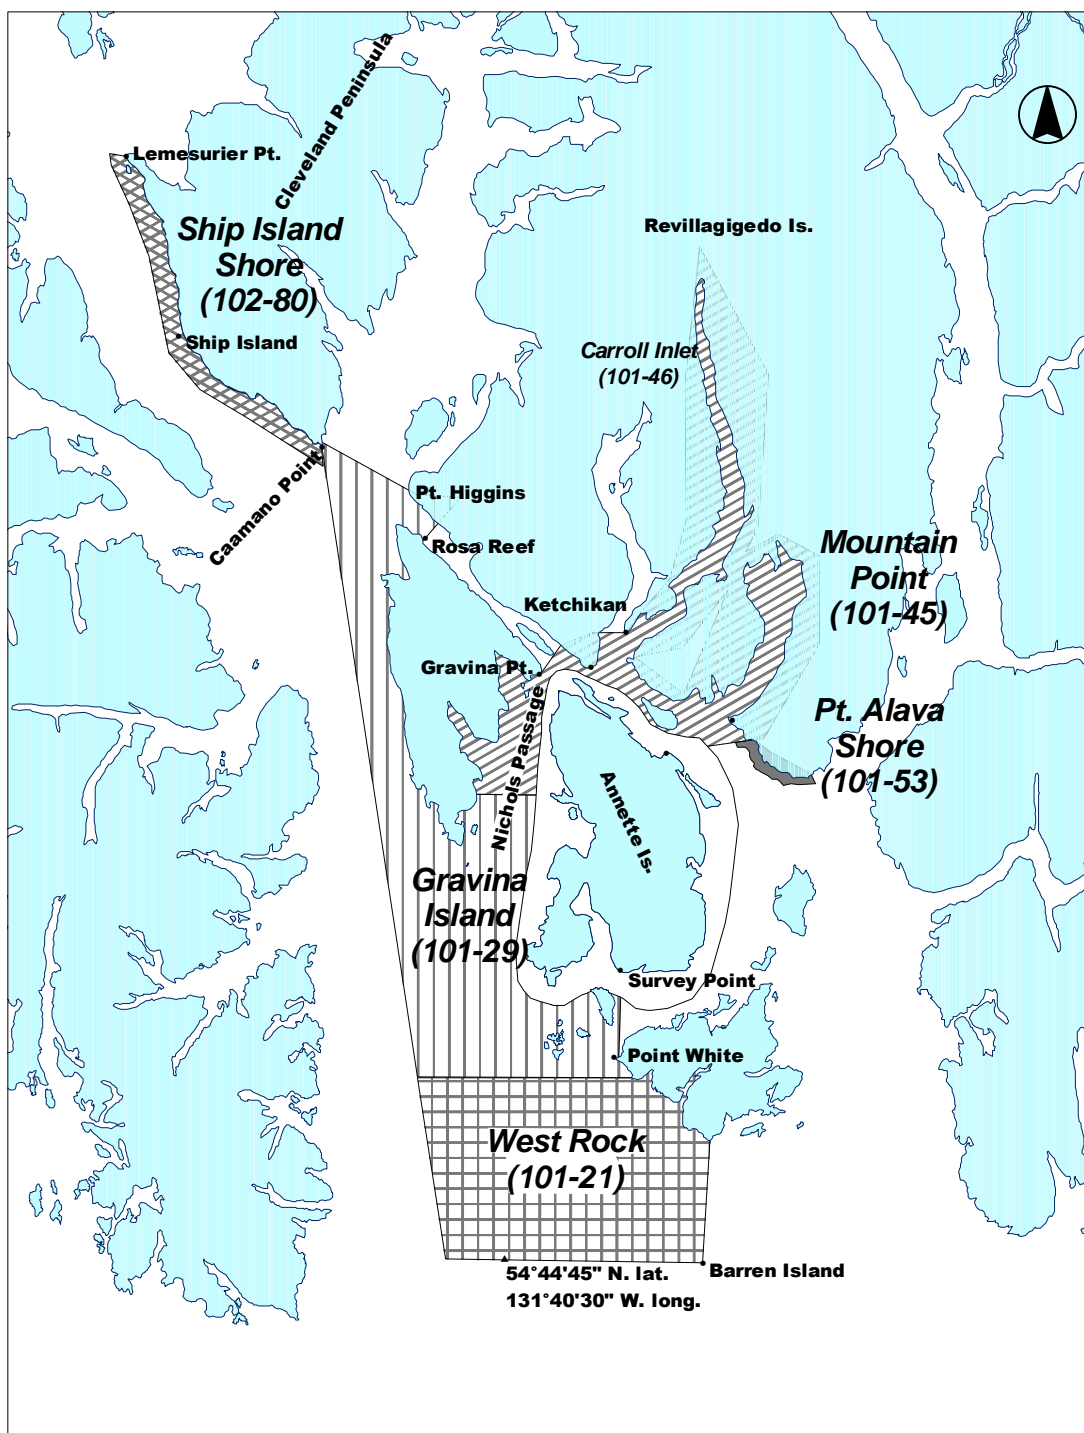 Cleveland Peninsula
Lemesurier Pt.
Ship Island
Shore
(102-80)
Revillagigedo Is.
Ship Island
Carroll Inlet
(101-46)
Caamano Point
Pt. Higgins
Rosa Reef
Mountain
Point
(101-45)
Ketchikan
Gravina Pt.
Nichols Passage
Pt. Alava
Shore
(101-53)
Annette Is.
Gravina
Island
(101-29)
Survey Point
Point White
West Rock
(101-21)
54°44'45" N. lat.
131°40'30" W. long.
Barren Island